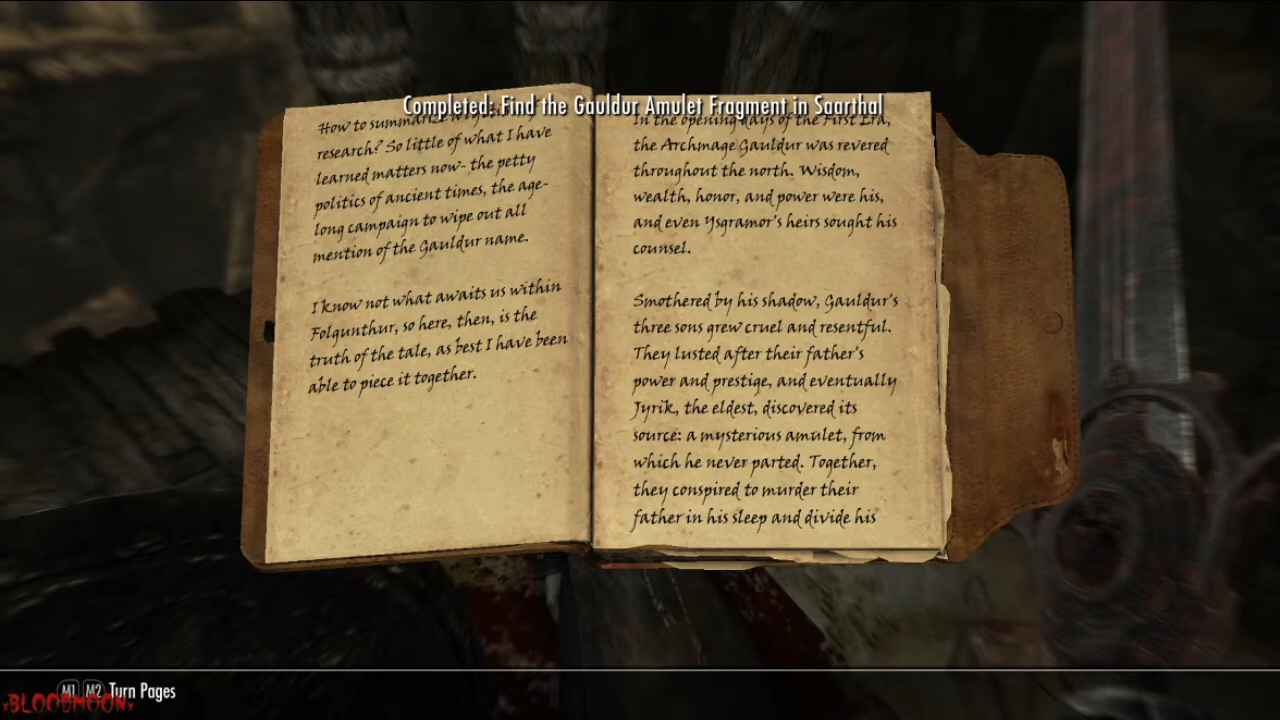 Completed: Find the Gauldur Amulet Fragment in Saarthal
How to
research? So little of what I have
learned matters now- the petty
politics of ancient times, the age-
long campaign to wipe out all
mention of the Gauldur name.
I know not what awaits us within
Folgunthur, so here, then, is the
truth of the tale, as best I have been
able to piece it together.
In the opening days of the First Era,
the Archmage Gauldur was revered
throughout the north. Wisdom,
wealth, honor, and power were his,
and even Ysgramor's heirs sought his
counsel.
Smothered by his shadow, Gauldur's
three sons grew cruel and resentful.
They lusted after their father's
power and prestige, and eventually
Jyrik, the eldest, discovered its
source: a mysterious amulet, from
which he never parted. Together,
they conspired to murder their
father in his sleep and divide his
M1 M2 Turn Pages
xBLOODMOONx